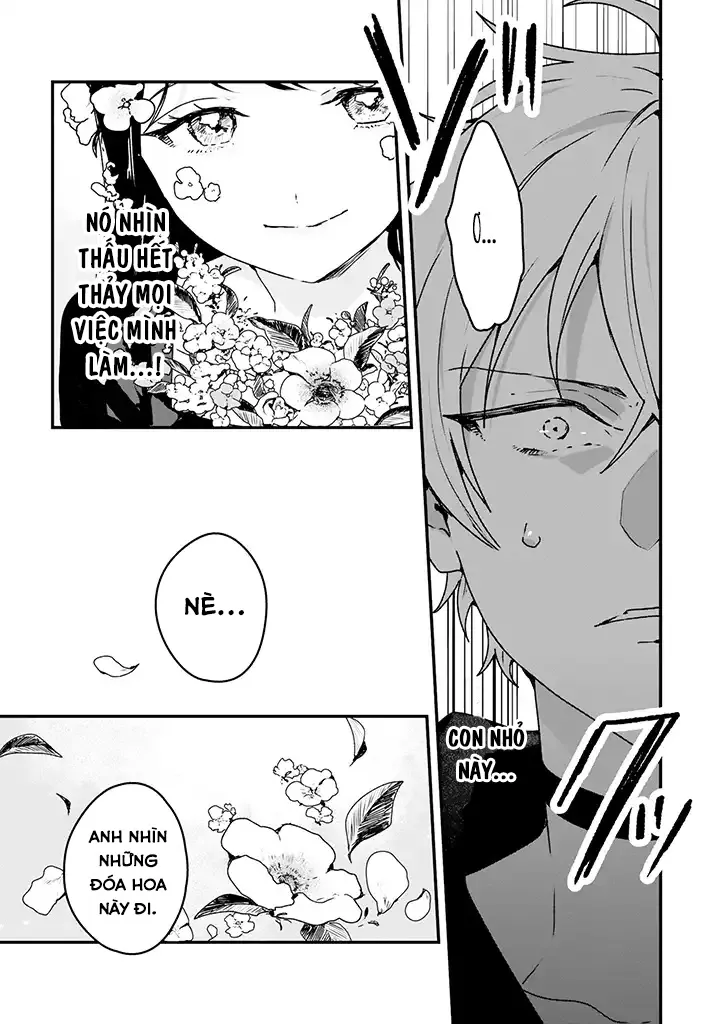 Ơ...
CON NHỎ
NÀY...
NÓ NHÌN
THẤU HẾT
THẢY MỌI
VIỆC MÌNH
LÀM...!
NÈ...
ANH NHÌN
NHỮNG
ĐÓA HOA
NÀY ĐI.